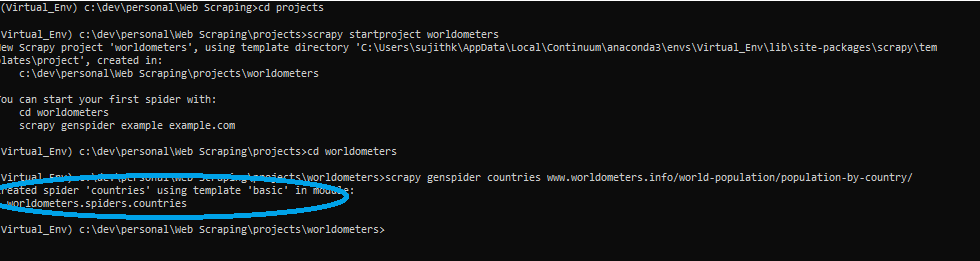 (Virtual_Env) c:\dev\personal\Web Scraping>cd projects
Virtual_Env) c:\dev\personal\Web Scraping\projects>scrapy startproject worldometers
New Scrapy project 'worldometers', using template directory 'C:\Users\sujithk\AppData\Local\Continuum\anaconda3\envs\Virtual_Env\lib\site-packages\scrapy\tem
plates\project', created in:
c:\dev\personal\Web Scraping\projects\worldometers
You can start your first spider with:
cd worldometers
scrapy genspider example example.com
Virtual_Env) c:\dev\personal\Web Scraping\projects>cd worldometers
Virtual_Env) c:\dev\personal\Web Scraping\projects\worldometers>scrapy genspider countries www.worldometers.info/world-population/population-by-country/
reated spider 'countries' using template 'basic' in module:
worldometers.spiders.countries
Virtual_Env) c:\dev\personal\Web Scraping\projects\worldometers>